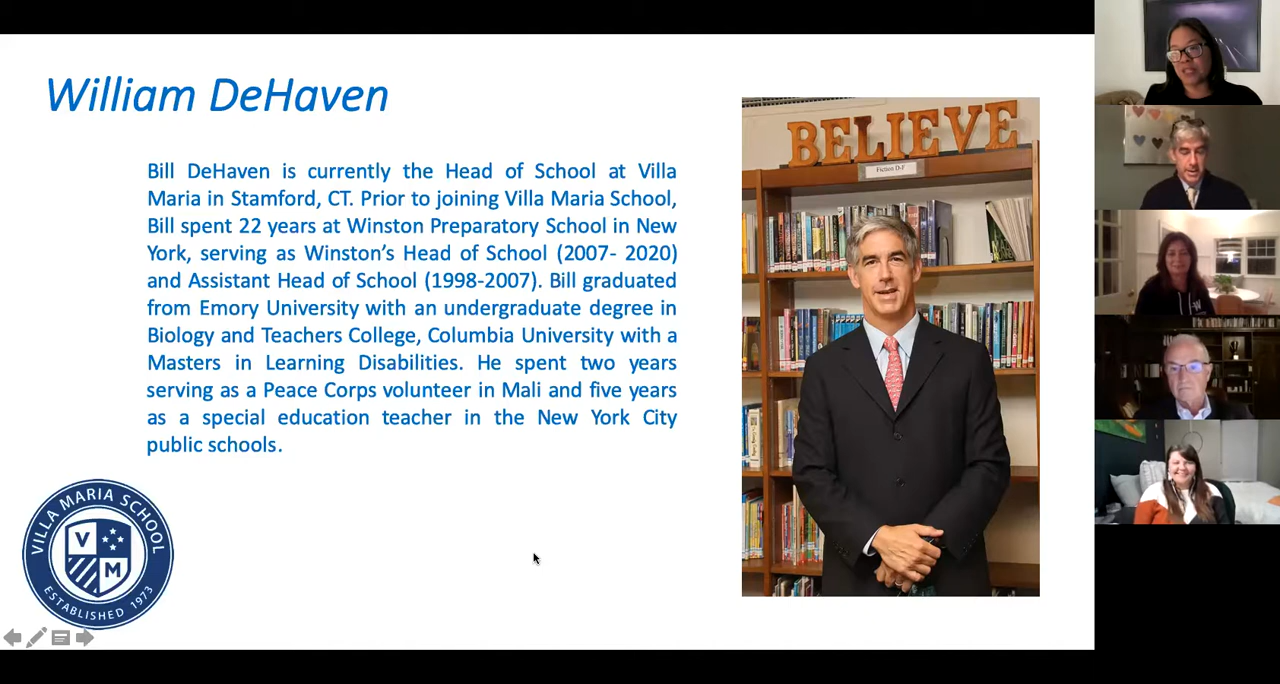 William DeHaven
Bill DeHaven is currently the Head of School at Villa
Maria in Stamford, CT. Prior to joining Villa Maria School,
Bill spent 22 years at Winston Preparatory School in New
York, serving as Winston’s Head of School (2007- 2020)
and Assistant Head of School (1998-2007). Bill graduated
from Emory University with an undergraduate degree in
Biology and Teachers College, Columbia University with a
Masters in Learning Disabilities. He spent two years
serving as a Peace Corps volunteer in Mali and five years
as a special education teacher in the New York City
public schools.
BELIEVE
Fiction D-F
VILLA MARIA SCHOOL
V
M
ESTABLISHED 1973